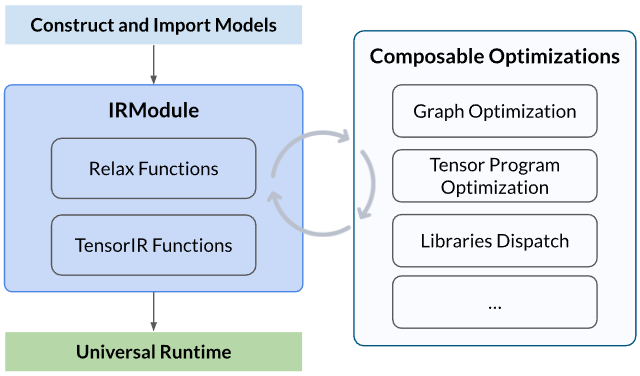 Construct and Import Models
IRModule
Relax Functions
TensorIR Functions
Universal Runtime
Composable Optimizations
Graph Optimization
Tensor Program
Optimization
Libraries Dispatch
...